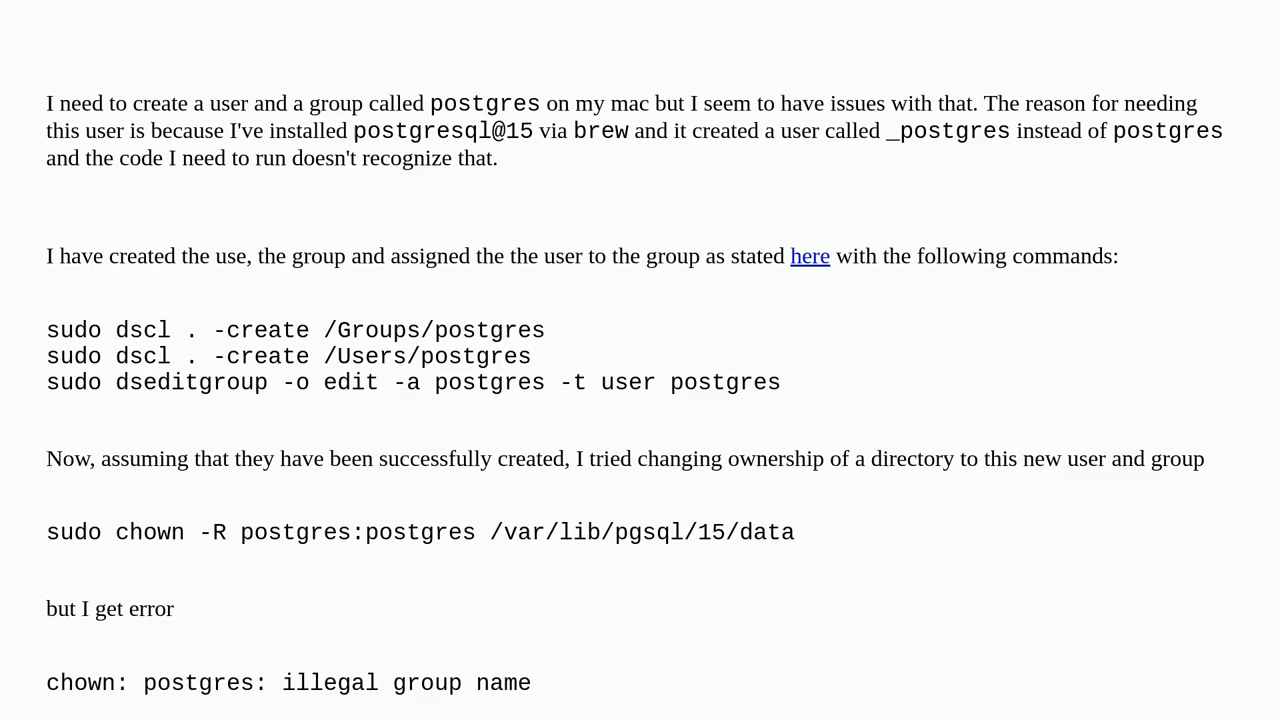 I need to create a user and a group called postgres on my mac but I seem to have issues with that. The reason for needing
this user is because I've installed postgresql@15 via brew and it created a user called _postgres instead of postgres
and the code I need to run doesn't recognize that.
I have created the use, the group and assigned the the user to the group as stated here with the following commands:
sudo dscl . -create /Groups/postgres
sudo dscl . -create /Users/postgres
sudo dseditgroup -o edit -a postgres -t user postgres
Now, assuming that they have been successfully created, I tried changing ownership of a directory to this new user and group
sudo chown -R postgres:postgres /var/lib/pgsql/15/data
but I get error
chown: postgres: illegal group name